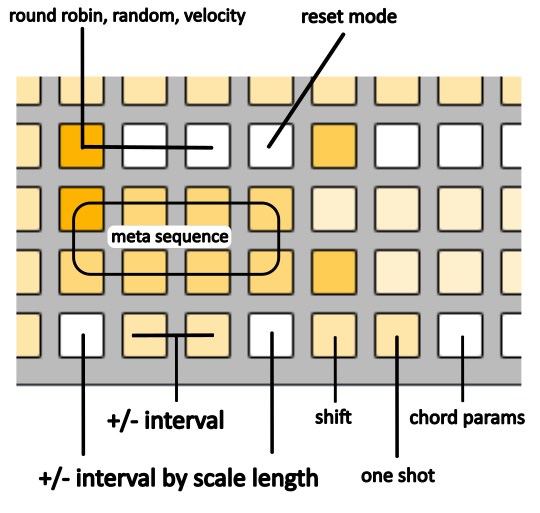 round robin, random, velocity
reset mode
meta sequence
+/- interval
shift
chord params
+/- interval by scale length
one shot